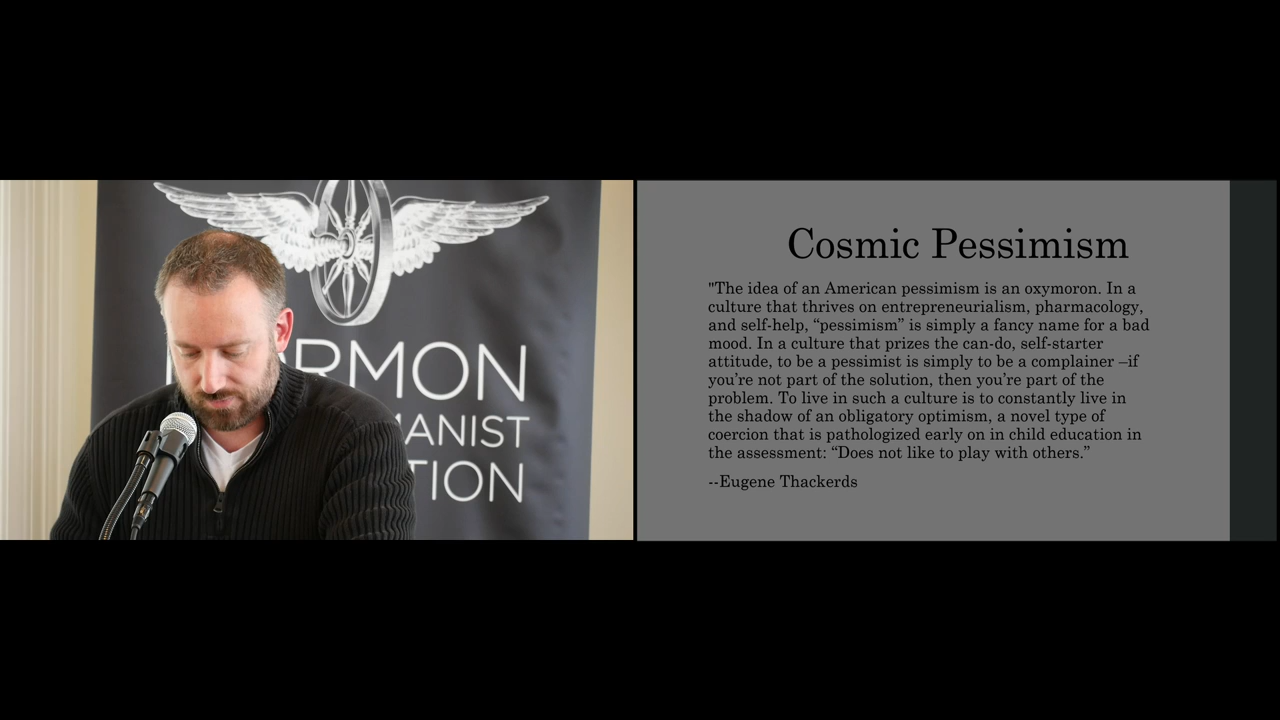 ORMON
MANIST
TION
Cosmic Pessimism
"The idea of an American pessimism is an oxymoron. In a
culture that thrives on entrepreneurialism, pharmacology,
and self-help, “pessimism” is simply a fancy name for a bad
mood. In a culture that prizes the can-do, self-starter
attitude, to be a pessimist is simply to be a complainer –if
you’re not part of the solution, then you’re part of the
problem. To live in such a culture is to constantly live in
the shadow of an obligatory optimism, a novel type of
coercion that is pathologized early on in child education in
the assessment: “Does not like to play with others.”
--Eugene Thackerds